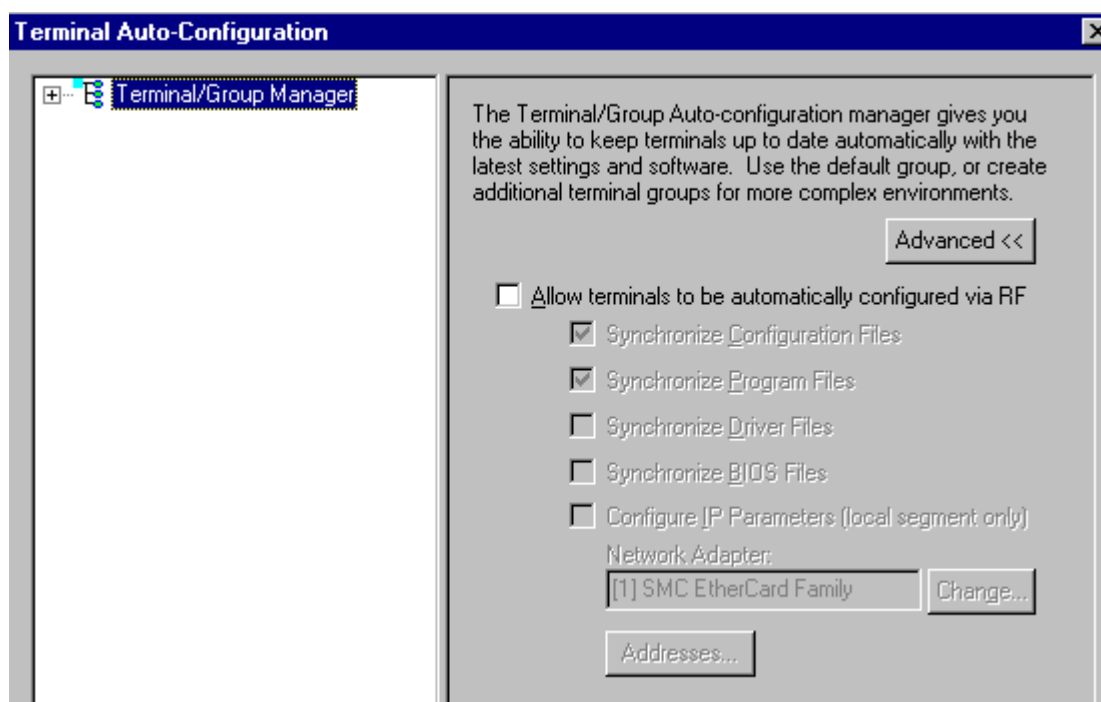 Terminal Auto-Configuration
Terminal/Group Manager
The Terminal/Group Auto-configuration manager gives you
the ability to keep terminals up to date automatically with the
latest settings and software. Use the default group, or create
additional terminal groups for more complex environments.
Advanced <<
Allow terminals to be automatically configured via RF
Synchronize Configuration Files
Synchronize Program Files
Synchronize Driver Files
Synchronize BIOS Files
Configure IP Parameters (local segment only)
Network Adapter:
[1] SMC EtherCard Family
Change...
Addresses...